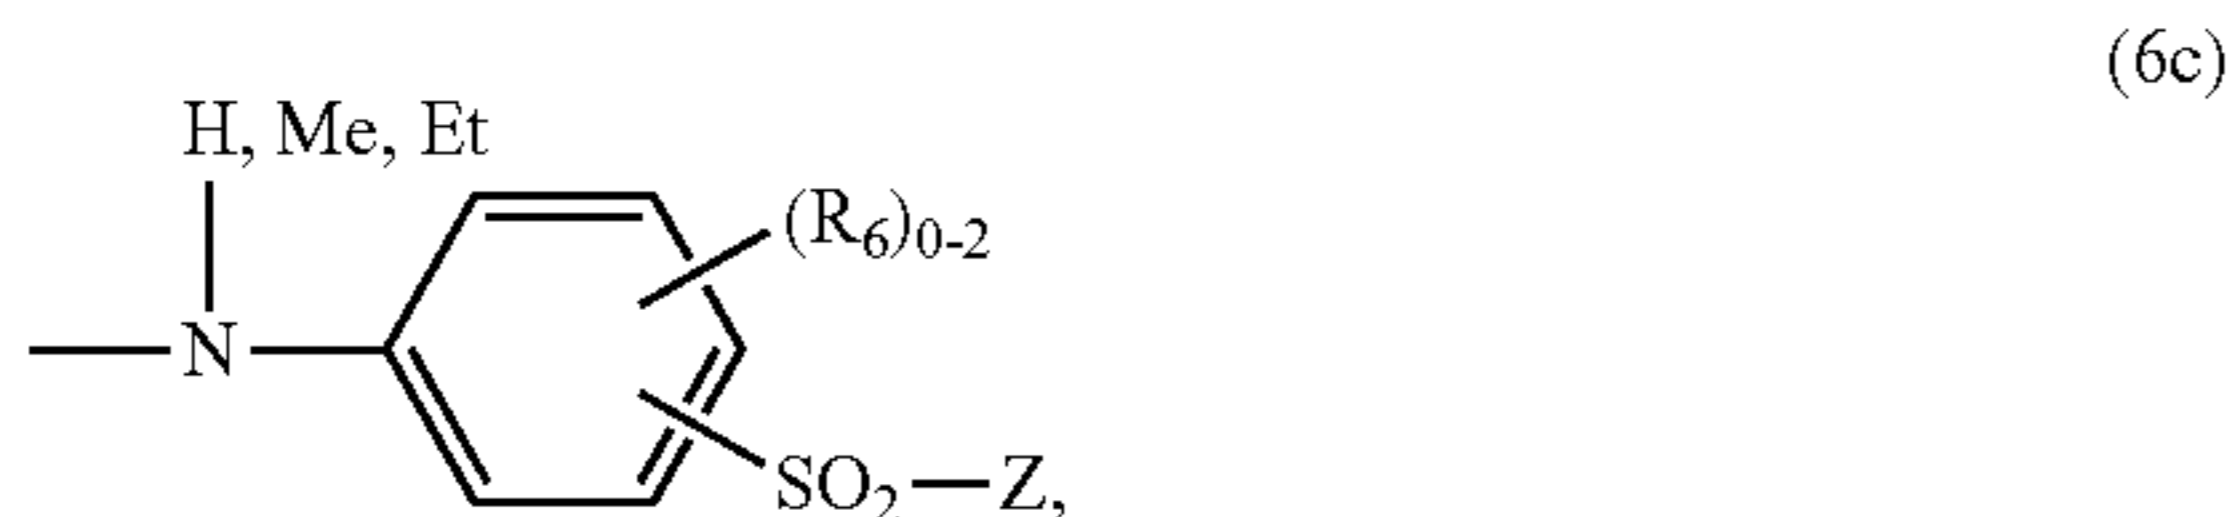 (6c)
H, Me, Et
(R6)0-2
N
SO2—Z,